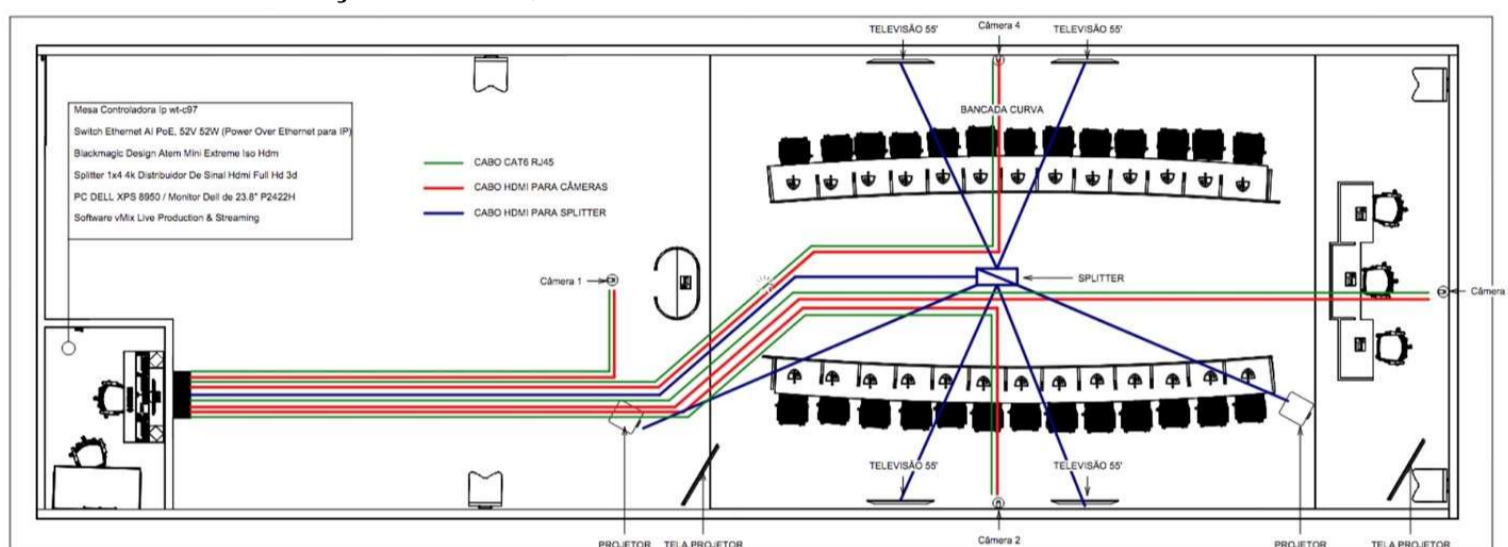 TELEVISÃO 55'
Câmera 4
TELEVISÃO 55'
Mesa Controladora Ip wt-c97
Switch Ethernet AI PoE, 52V 52W (Power Over Ethernet para IP)
Blackmagic Design Atem Mini Extreme Iso Hdm
Splitter 1x4 4k Distribuidor De Sinal Hdmi Full Hd 3d
PC DELL XPS 8950 / Monitor Dell de 23.8" P2422H
Software vMix Live Production & Streaming
CABO CAT6 RJ45
CABO HDMI PARA CÂMERAS
CABO HDMI PARA SPLITTER
BANCADA CURVA
Câmera 1
SPLITTER
Câmera
TELEVISÃO 55'
TELEVISÃO 55'
PROJETOR
TELA PROJETOR
Câmera 2
PROJETOR
TELA PROJETOR